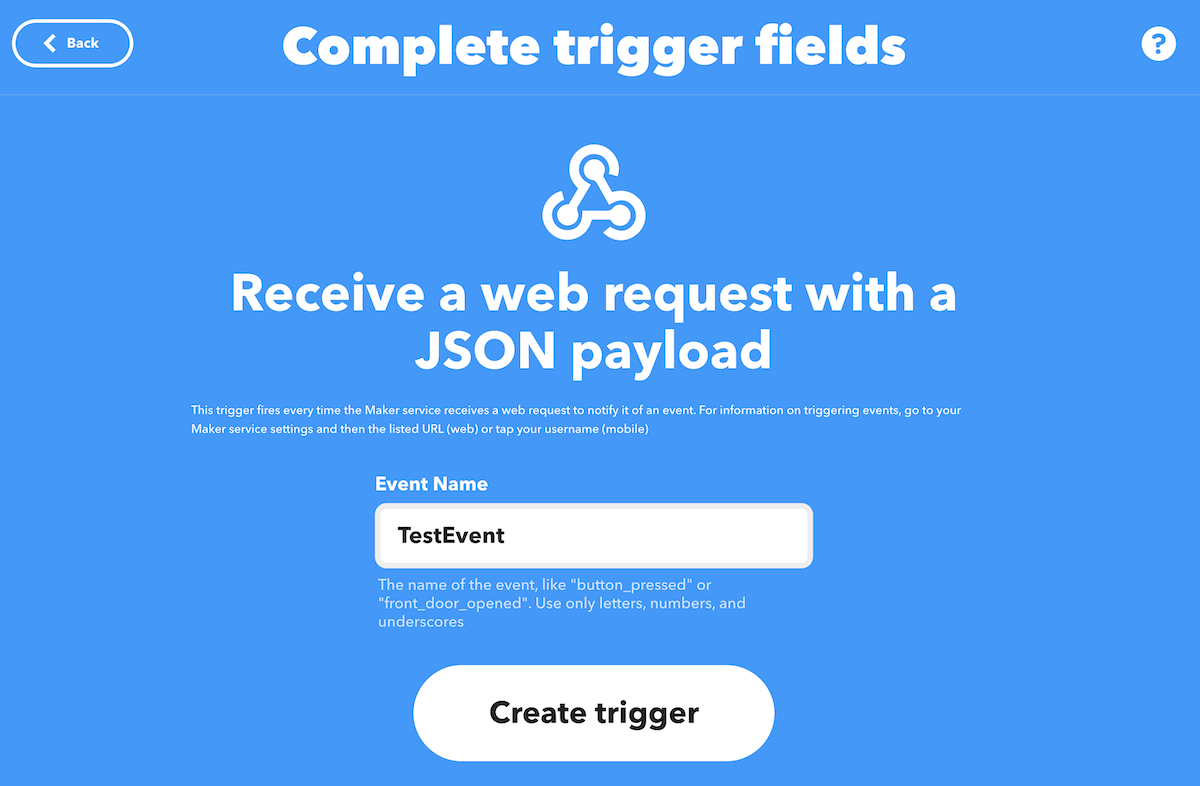 Back
Complete trigger fields
?
Receive a web request with a
JSON payload
This trigger fires every time the Maker service receives a web request to notify it of an event. For information on triggering events, go to your
Maker service settings and then the listed URL (web) or tap your username (mobile)
Event Name
TestEvent
The name of the event, like "button_pressed" or
"front_door_opened". Use only letters, numbers, and
underscores
Create trigger